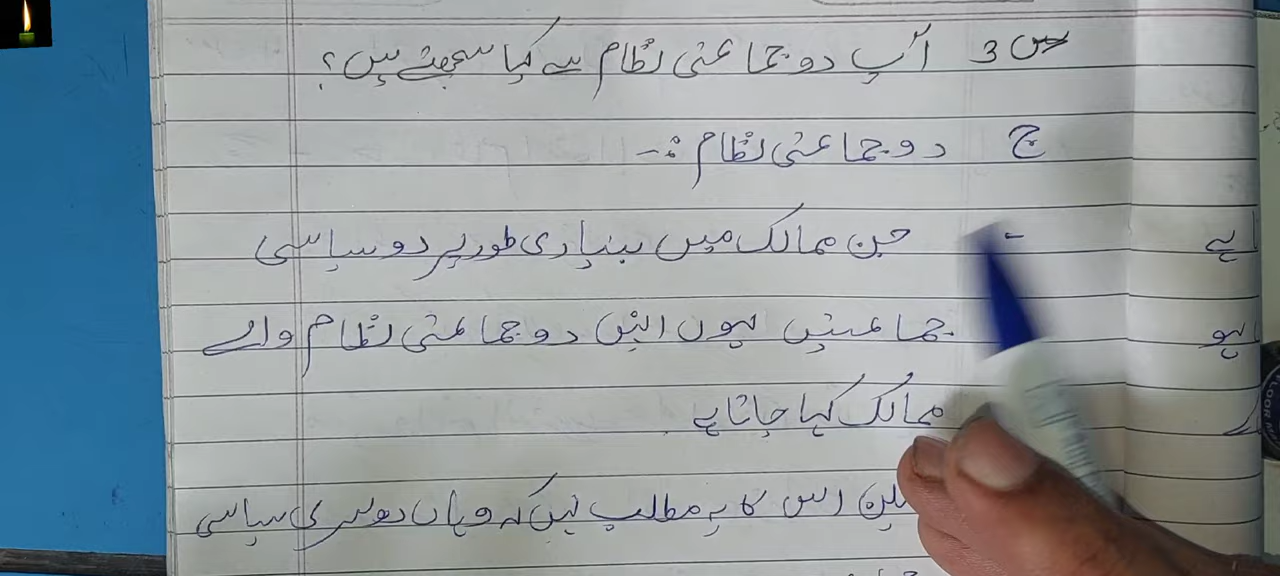 س 3 آپ دو جماعتی نظام سے کیا سمجھتے ہیں؟
ج دو جماعتی نظام :-
- جن ممالک میں بنیادی طور پر دو سیاسی
جماعتیں ہوں انہیں دو جماعتی نظام والے
ممالک کہا جاتا ہے
لیکن اس کا یہ مطلب نہیں کہ وہاں دوسری سیاسی